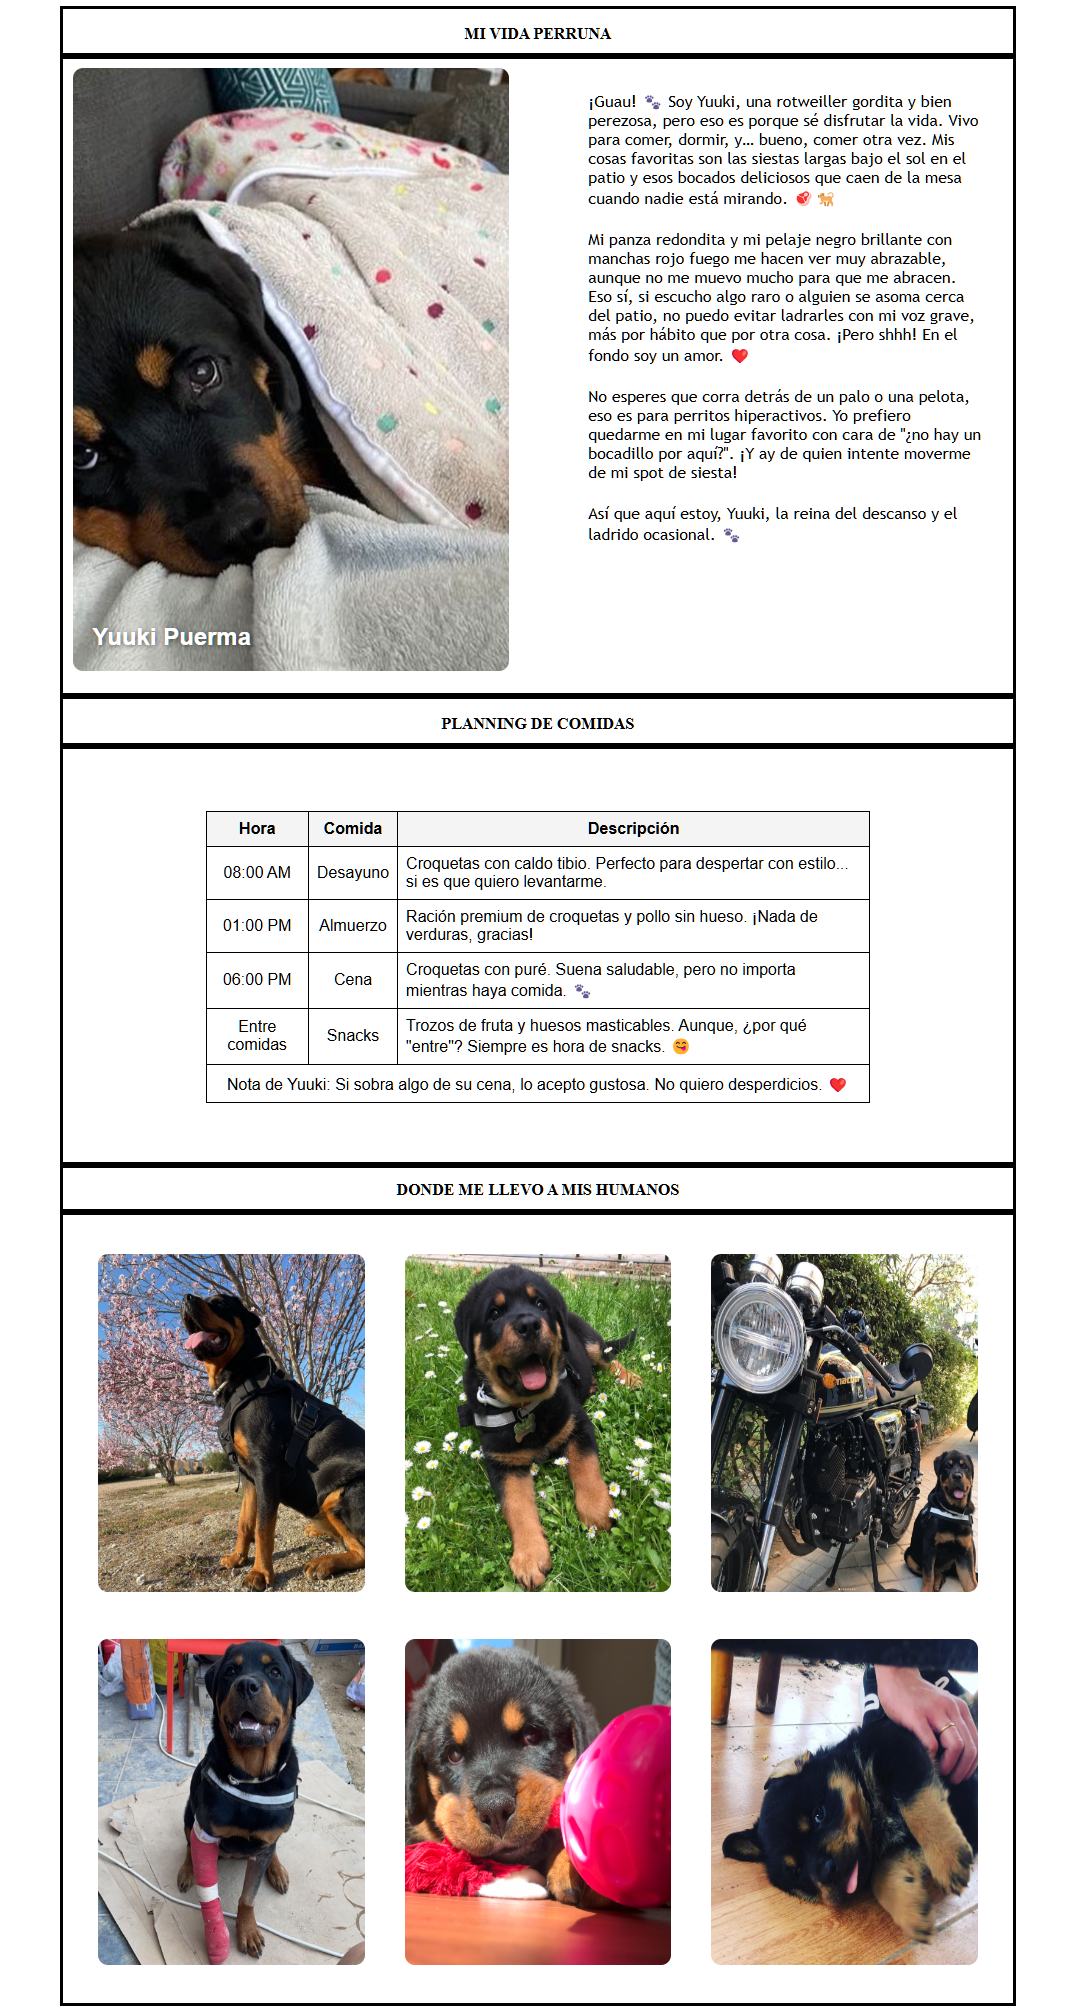 MI VIDA PERRUNA
¡Guau! 🐾 Soy Yuuki, una rotweiller gordita y bien
perezosa, pero eso es porque sé disfrutar la vida. Vivo
para comer, dormir, y... bueno, comer otra vez. Mis
cosas favoritas son las siestas largas bajo el sol en el
patio y esos bocados deliciosos que caen de la mesa
cuando nadie está mirando. 🥩 🐕
Mi panza redondita y mi pelaje negro brillante con
manchas rojo fuego me hacen ver muy abrazable,
aunque no me muevo mucho para que me abracen.
Eso sí, si escucho algo raro o alguien se asoma cerca
del patio, no puedo evitar ladrarles con mi voz grave,
más por hábito que por otra cosa. ¡Pero shhh! En el
fondo soy un amor. ❤️
No esperes que corra detrás de un palo o una pelota,
eso es para perritos hiperactivos. Yo prefiero
quedarme en mi lugar favorito con cara de "¿no hay un
bocadillo por aquí?". ¡Y ay de quien intente moverme
de mi spot de siesta!
Así que aquí estoy, Yuuki, la reina del descanso y el
ladrido ocasional. 🐾
Yuuki Puerma
PLANNING DE COMIDAS
Hora Comida Descripción
08:00 AM Desayuno Croquetas con caldo tibio. Perfecto para despertar con estilo...
si es que quiero levantarme.
01:00 PM Almuerzo Ración premium de croquetas y pollo sin hueso. ¡Nada de
verduras, gracias!
06:00 PM Cena Croquetas con puré. Suena saludable, pero no importa
mientras haya comida. 🐾
Entre comidas Snacks Trozos de fruta y huesos masticables. Aunque, ¿por qué
"entre"? Siempre es hora de snacks. 😋
Nota de Yuuki: Si sobra algo de su cena, lo acepto gustosa. No quiero desperdicios. ❤️
DONDE ME LLEVO A MIS HUMANOS